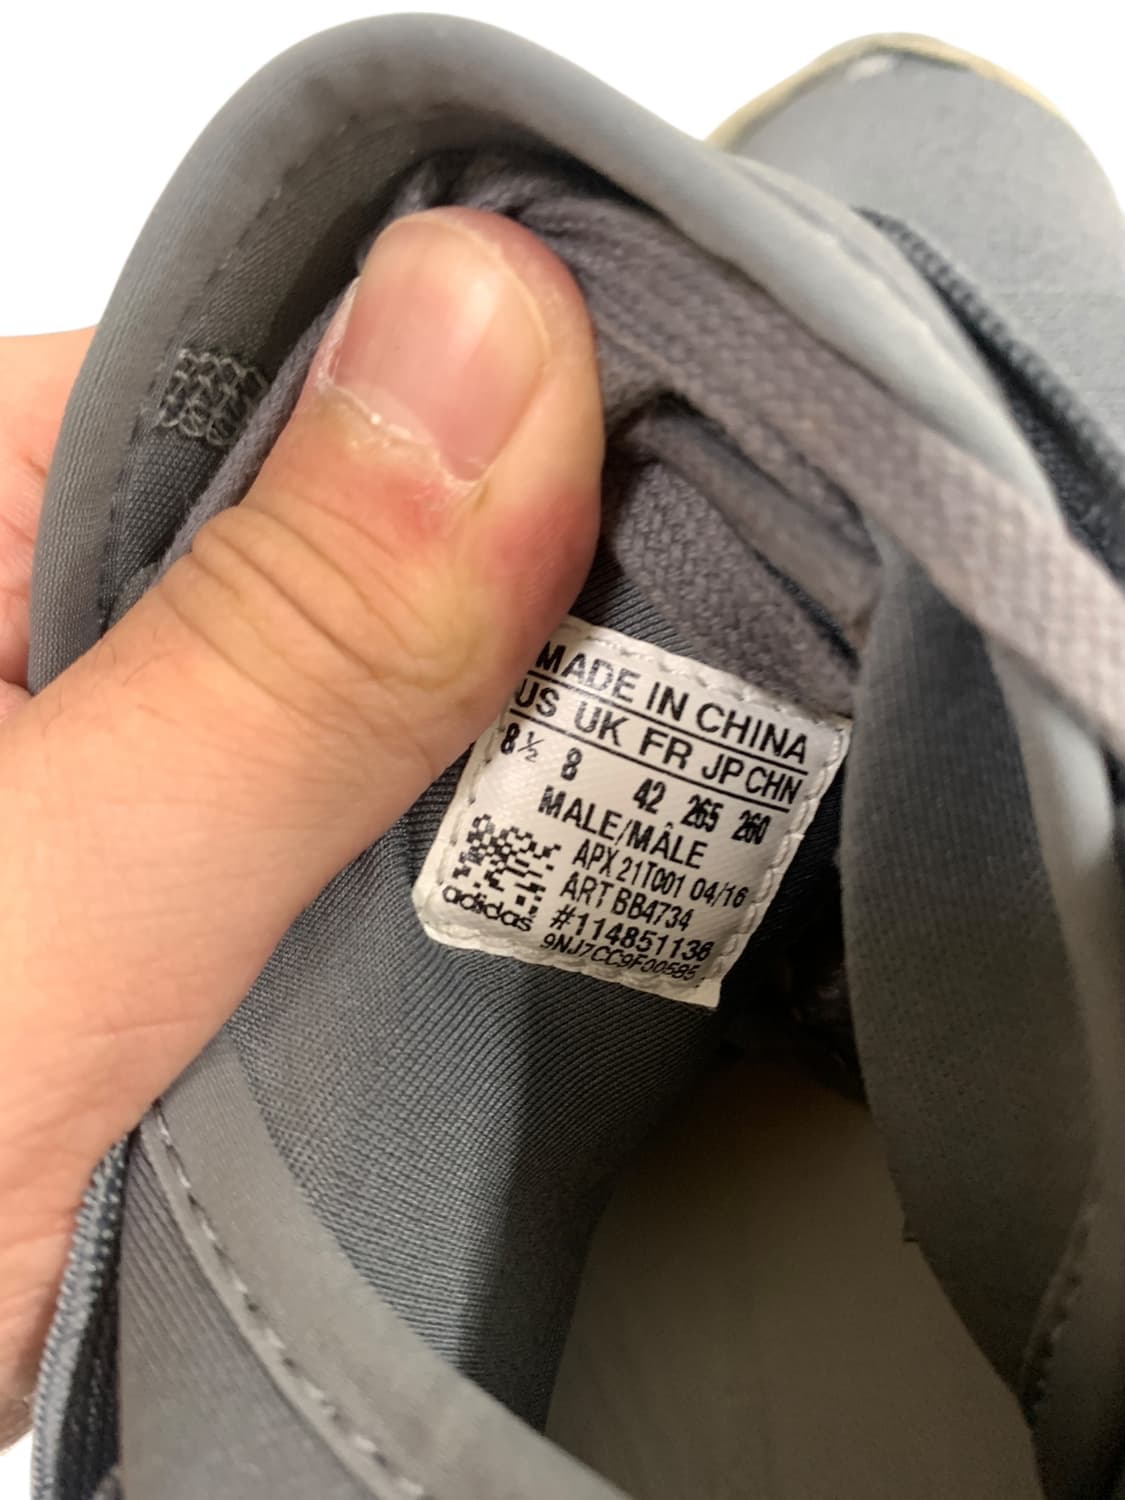 MADE IN CHINA
US UK FR JP CHN
8½ 8 42 265 260
MALE/MÂLE
APX 21T001 04/16
ART BB4734
#114851136
9NJ7CC9F00585
adidas